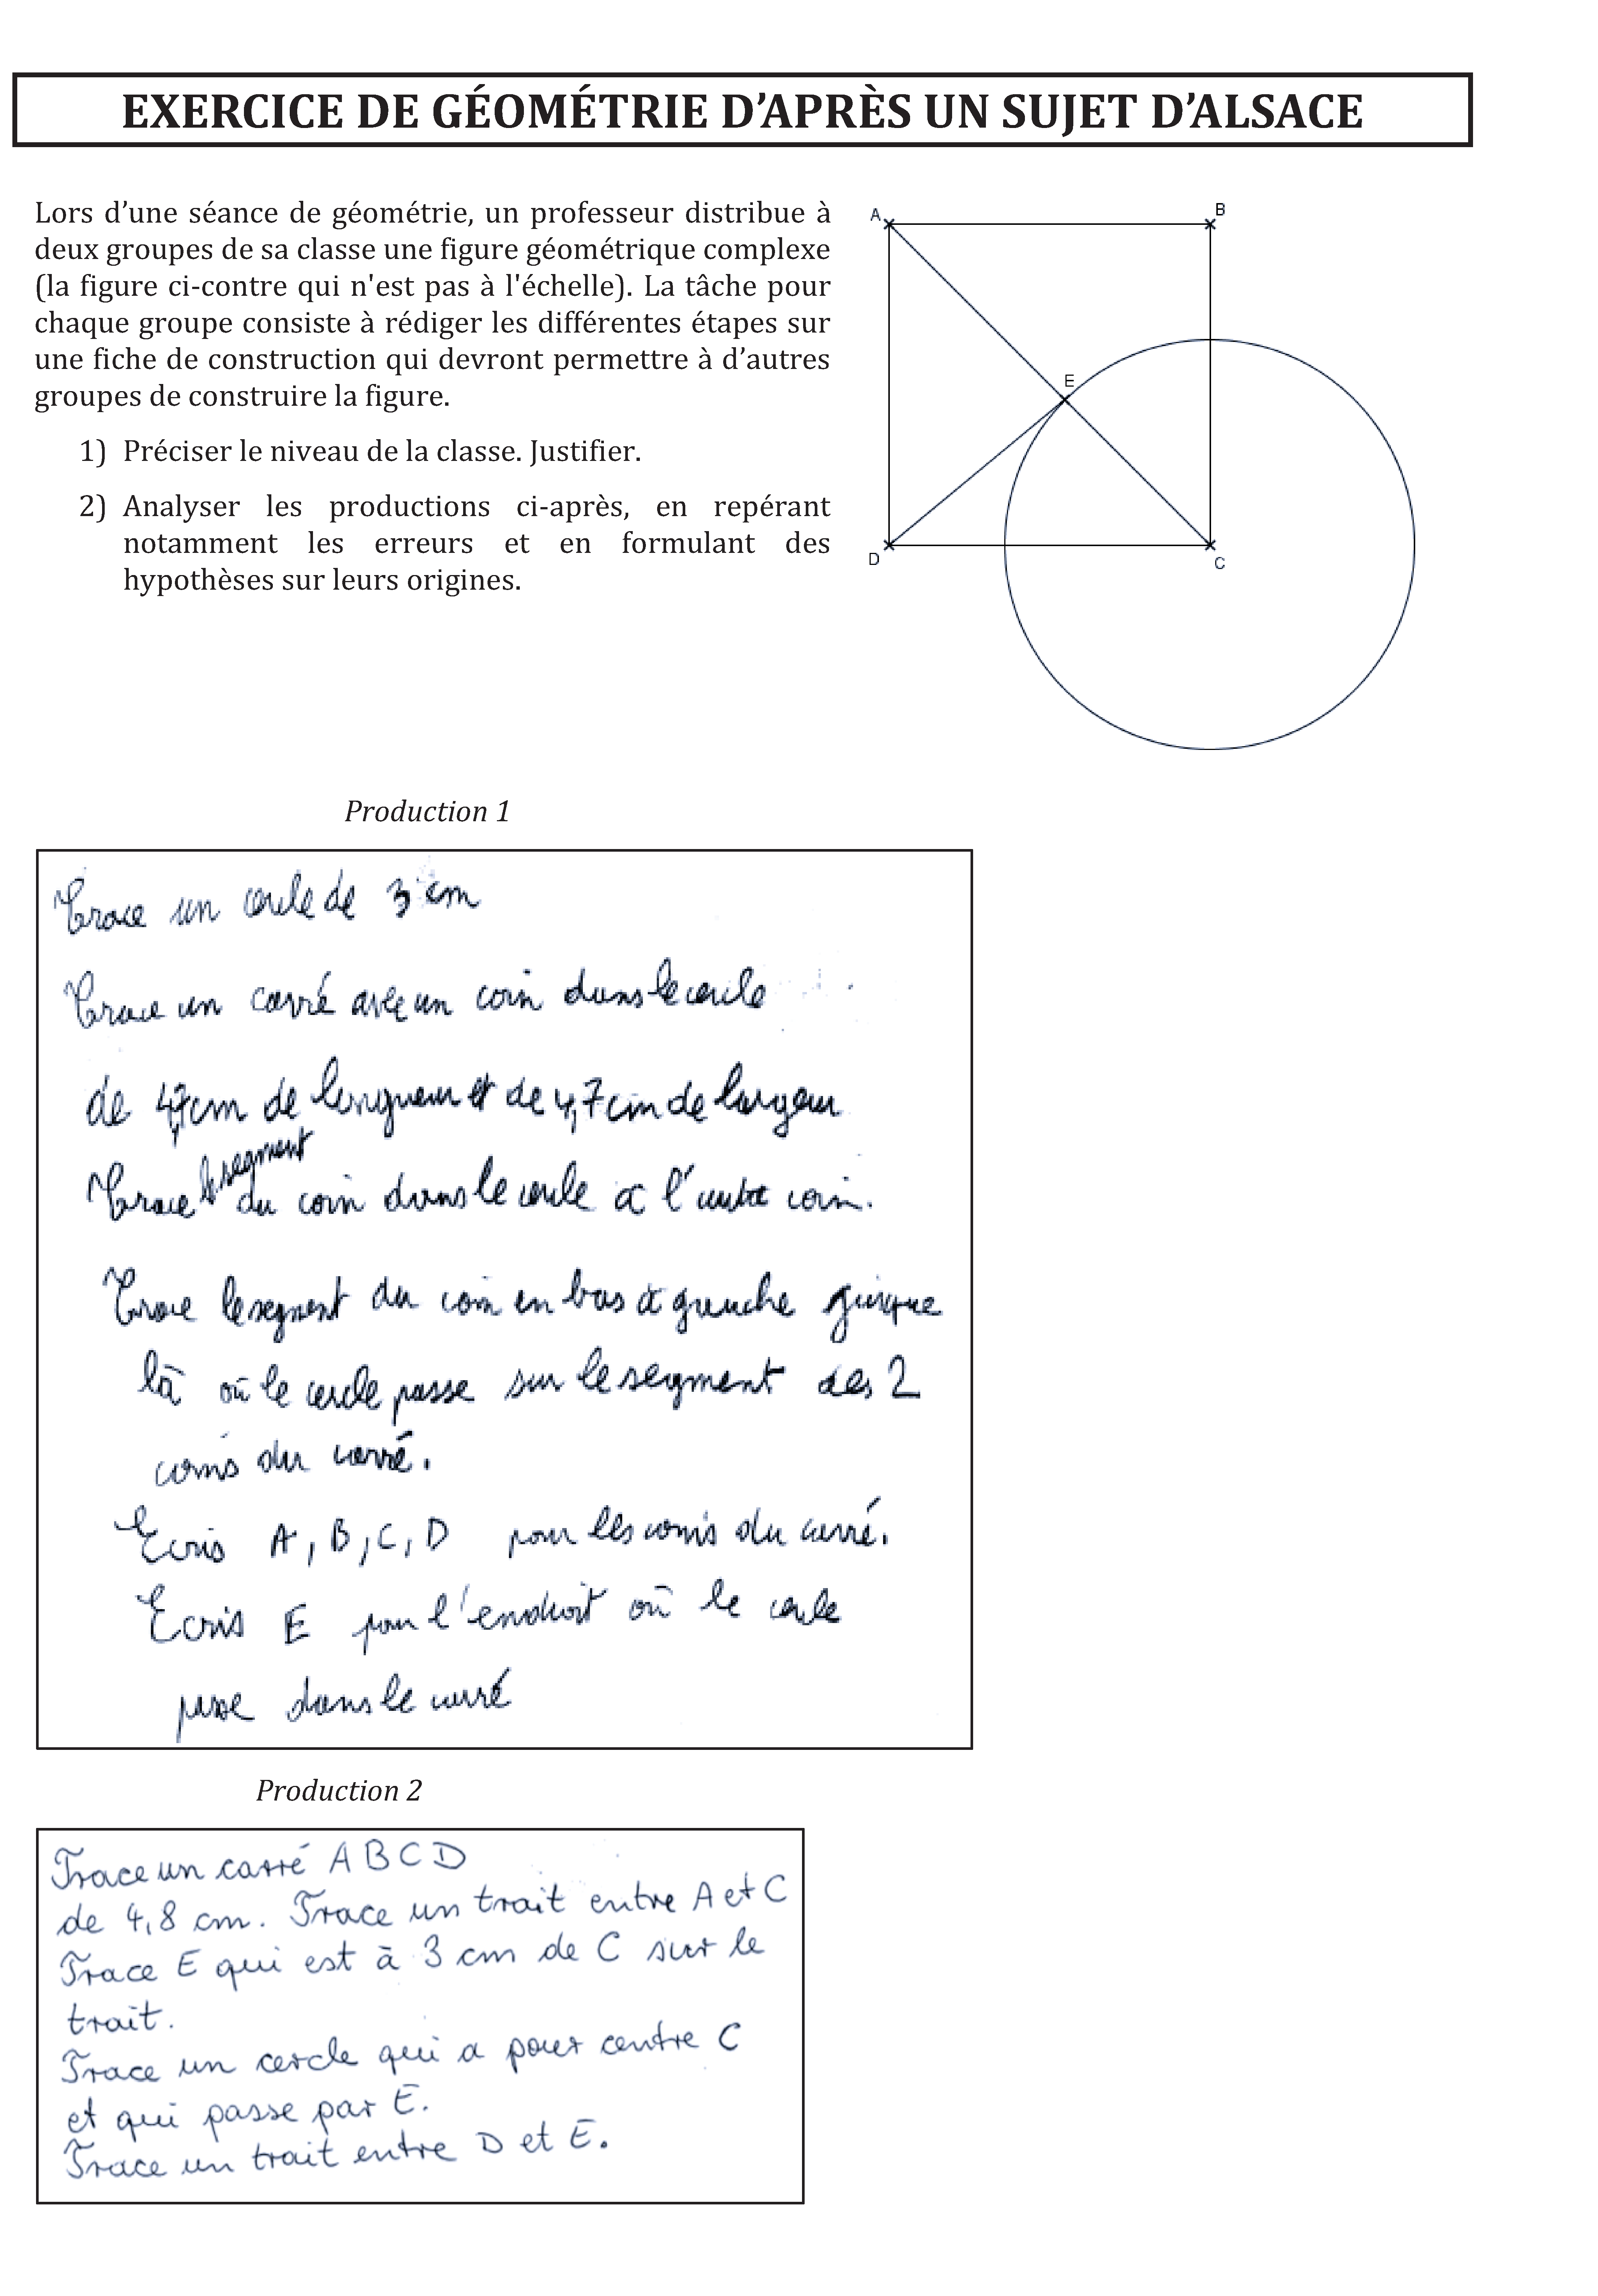 EXERCICE DE GÉOMÉTRIE D'APRÈS UN SUJET D'ALSACE
Lors d'une séance de géométrie, un professeur distribue à
deux groupes de sa classe une figure géométrique complexe
(la figure ci-contre qui n'est pas à l'échelle). La tâche pour
chaque groupe consiste à rédiger les différentes étapes sur
une fiche de construction qui devront permettre à d'autres
groupes de construire la figure.
1) Préciser le niveau de la classe. Justifier.
2) Analyser les productions ci-après, en repérant
notamment les erreurs et en formulant des
hypothèses sur leurs origines.
A
B
E
D
C
Production 1
Trace un cercle de 3 cm
Trace un carré avec un coin dans le cercle
de 4,7cm de longueur et de 4,7cm de largeur
Trace le segment du coin dans le cercle à l'autre coin.
Trace le segment du coin en bas à gauche jusque
là où le cercle passe sur le segment des 2
coins du carré.
Ecris A, B, C, D pour les coins du carré.
Ecris E pour l'endroit où le cercle
passe dans le carré
Production 2
Trace un carré A B C D
de 4,8 cm. Trace un trait entre A et C
Trace E qui est à 3 cm de C sur le
trait.
Trace un cercle qui a pour centre C
et qui passe par E.
Trace un trait entre D et E.